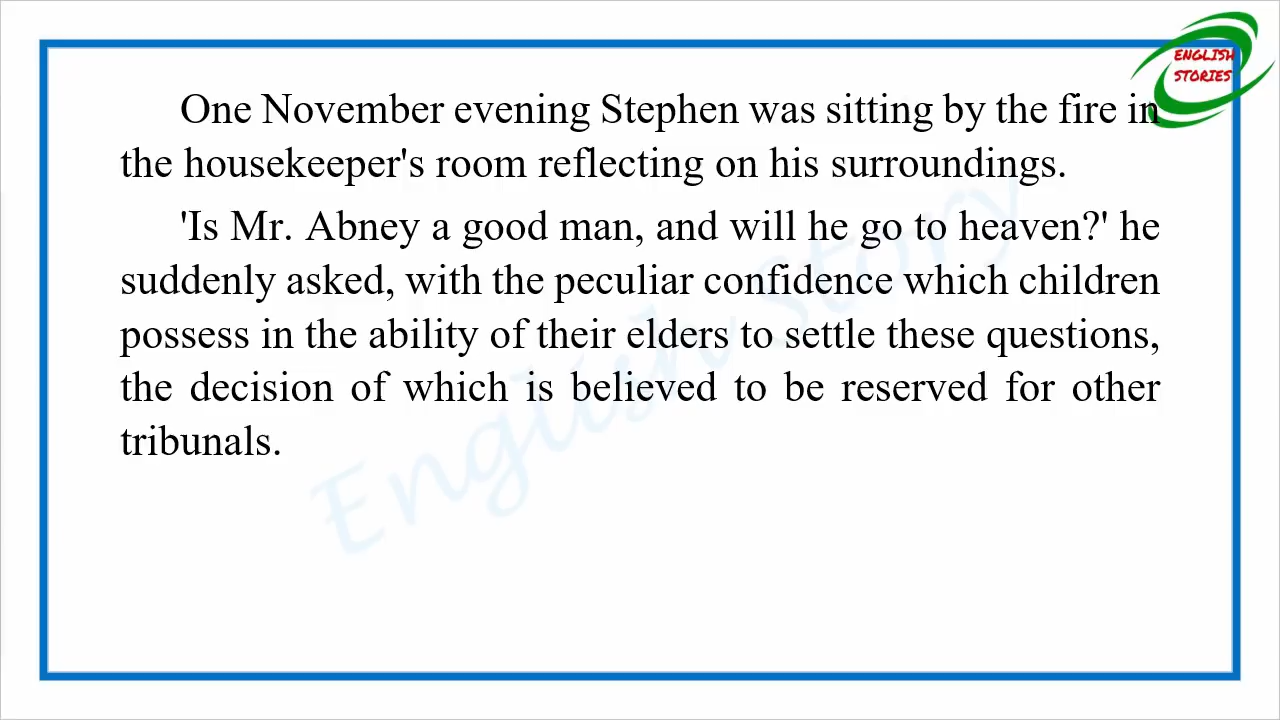 ENGLISH
STORIES
One November evening Stephen was sitting by the fire in
the housekeeper's room reflecting on his surroundings.
'Is Mr. Abney a good man, and will he go to heaven?' he
suddenly asked, with the peculiar confidence which children
possess in the ability of their elders to settle these questions,
the decision of which is believed to be reserved for other
tribunals.
English Story